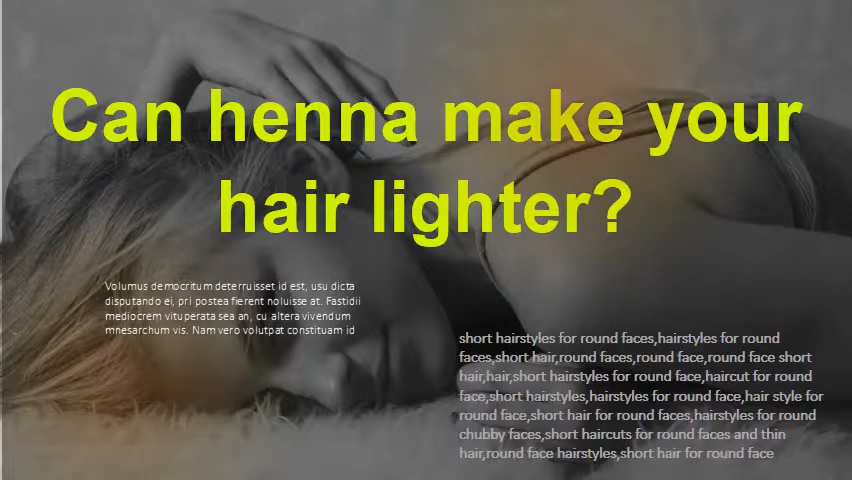 Can henna make your
hair lighter?
Volumus democritum deterruisset id est, usu dicta
disputando ei, pri postea fierent noluisse at. Fastidii
mediocrem vituperata sea an, cu altera vivendum
mnesarchum vis. Nam vero volutpat constituam id
short hairstyles for round faces,hairstyles for round
faces,short hair,round faces,round face,round face short
hair,hair,short hairstyles for round face,haircut for round
face,short hairstyles,hairstyles for round face,hair style for
round face,short hair for round faces,hairstyles for round
chubby faces,short haircuts for round faces and thin
hair,round face hairstyles,short hair for round face